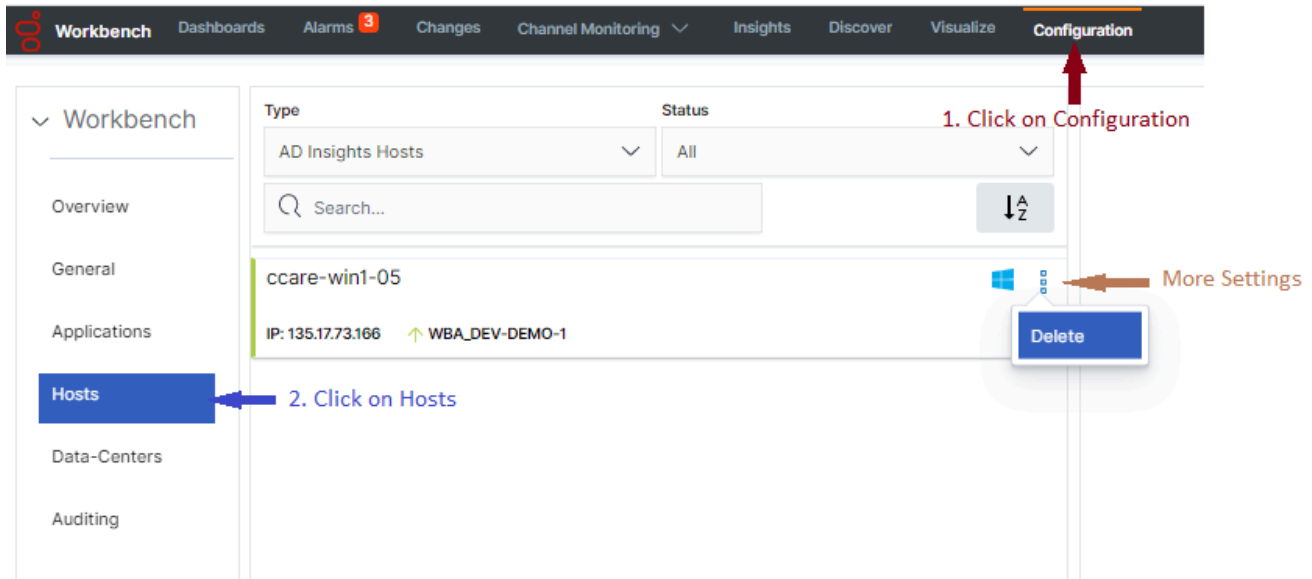 Workbench Dashboards Alarms 3 Changes Channel Monitoring Insights Discover Visualize Configuration
1. Click on Configuration
Workbench
Overview
General
Applications
Hosts
Data-Centers
Auditing
2. Click on Hosts
Type Status
AD Insights Hosts All
Search...
A
Z
ccare-win1-05
More Settings
Delete
IP: 135.17.73.166 WBA_DEV-DEMO-1